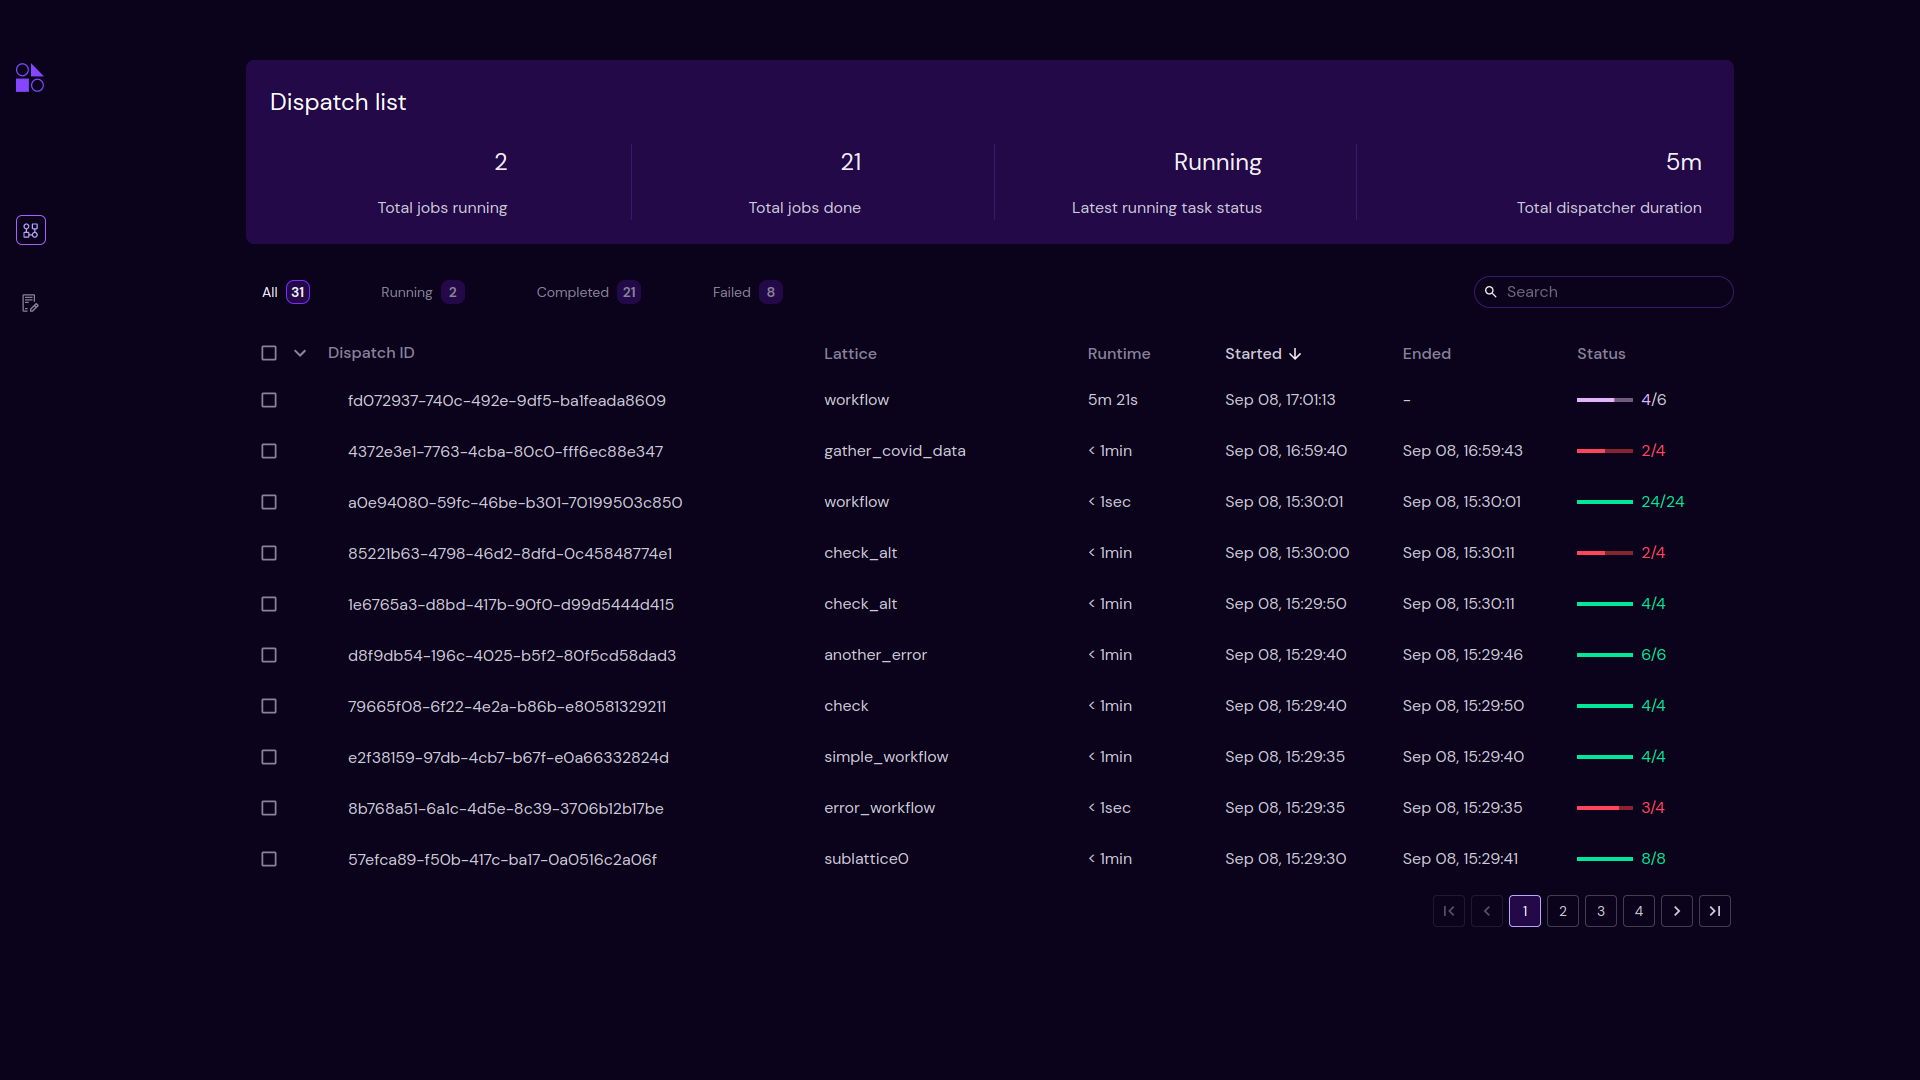 Dispatch list
2 21 Running 5m
Total jobs running Total jobs done Latest running task status Total dispatcher duration
All 31 Running 2 Completed 21 Failed 8 Search
Dispatch ID Lattice Runtime Started Ended Status
fd072937-740c-492e-9df5-ba1feada8609 workflow 5m 21s Sep 08, 17:01:13 - 4/6
4372e3e1-7763-4cba-80c0-fff6ec88e347 gather_covid_data < 1min Sep 08, 16:59:40 Sep 08, 16:59:43 2/4
a0e94080-59fc-46be-b301-70199503c850 workflow < 1sec Sep 08, 15:30:01 Sep 08, 15:30:01 24/24
85221b63-4798-46d2-8dfd-0c45848774e1 check_alt < 1min Sep 08, 15:30:00 Sep 08, 15:30:11 2/4
1e6765a3-d8bd-417b-90f0-d99d5444d415 check_alt < 1min Sep 08, 15:29:50 Sep 08, 15:30:11 4/4
d8f9db54-196c-4025-b5f2-80f5cd58dad3 another_error < 1min Sep 08, 15:29:40 Sep 08, 15:29:46 6/6
79665f08-6f22-4e2a-b86b-e80581329211 check < 1min Sep 08, 15:29:40 Sep 08, 15:29:50 4/4
e2f38159-97db-4cb7-b67f-e0a66332824d simple_workflow < 1min Sep 08, 15:29:35 Sep 08, 15:29:40 4/4
8b768a51-6a1c-4d5e-8c39-3706b12b17be error_workflow < 1sec Sep 08, 15:29:35 Sep 08, 15:29:35 3/4
57efca89-f50b-417c-ba17-0a0516c2a06f sublattice0 < 1min Sep 08, 15:29:30 Sep 08, 15:29:41 8/8
1 2 3 4